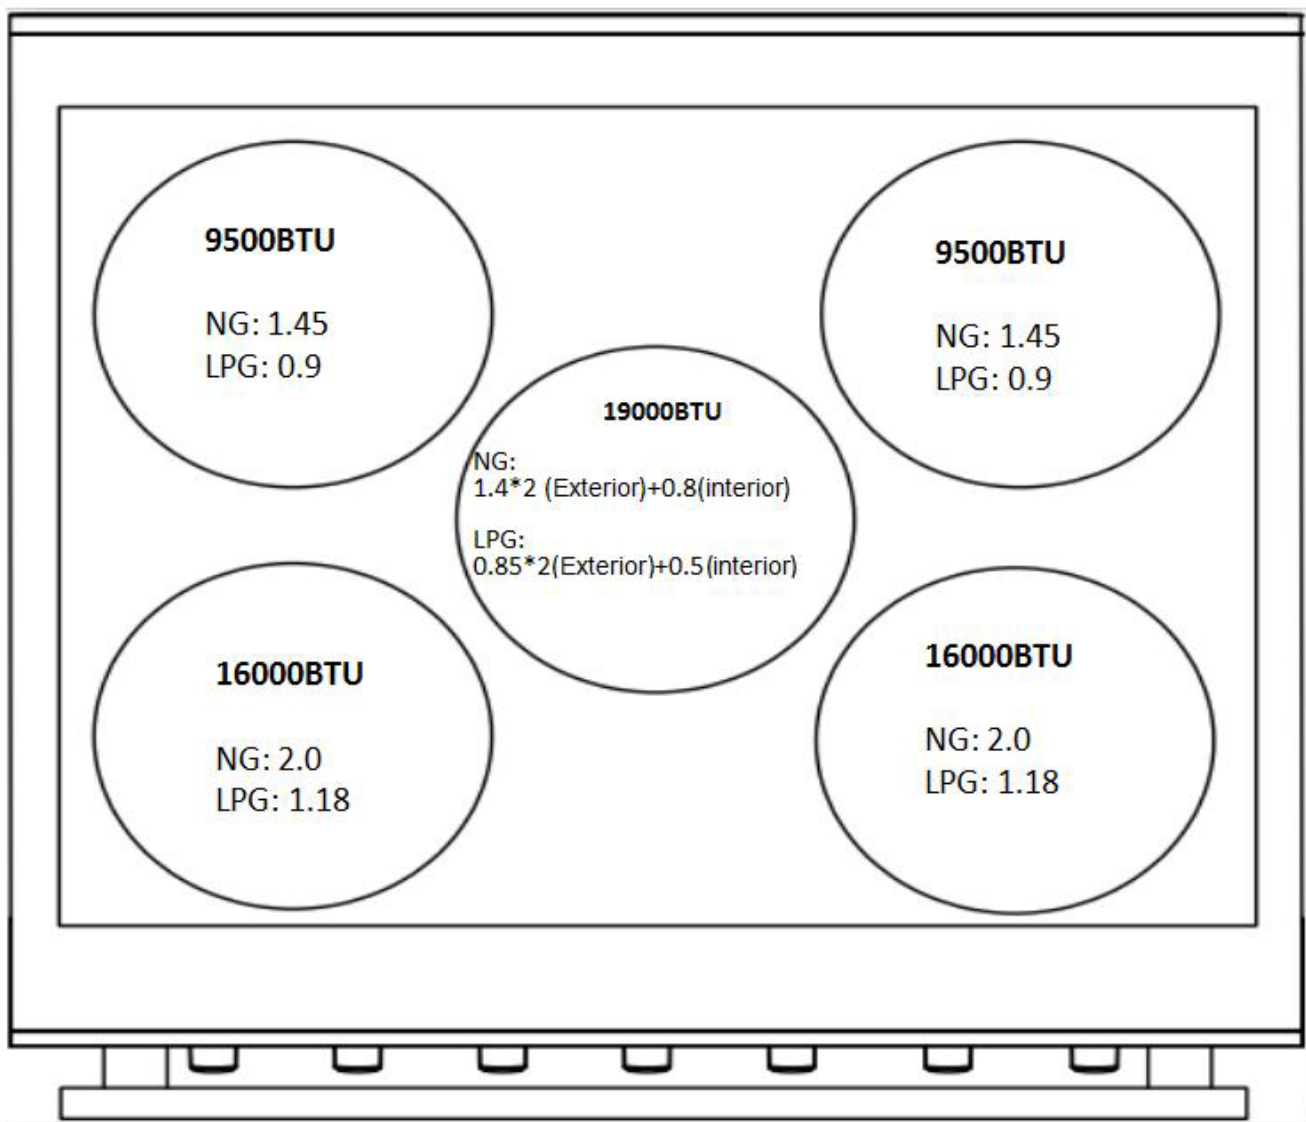 9500BTU
NG: 1.45
LPG: 0.9
9500BTU
NG: 1.45
LPG: 0.9
19000BTU
NG:
1.4*2 (Exterior)+0.8(interior)
LPG:
0.85*2(Exterior)+0.5(interior)
16000BTU
NG: 2.0
LPG: 1.18
16000BTU
NG: 2.0
LPG: 1.18